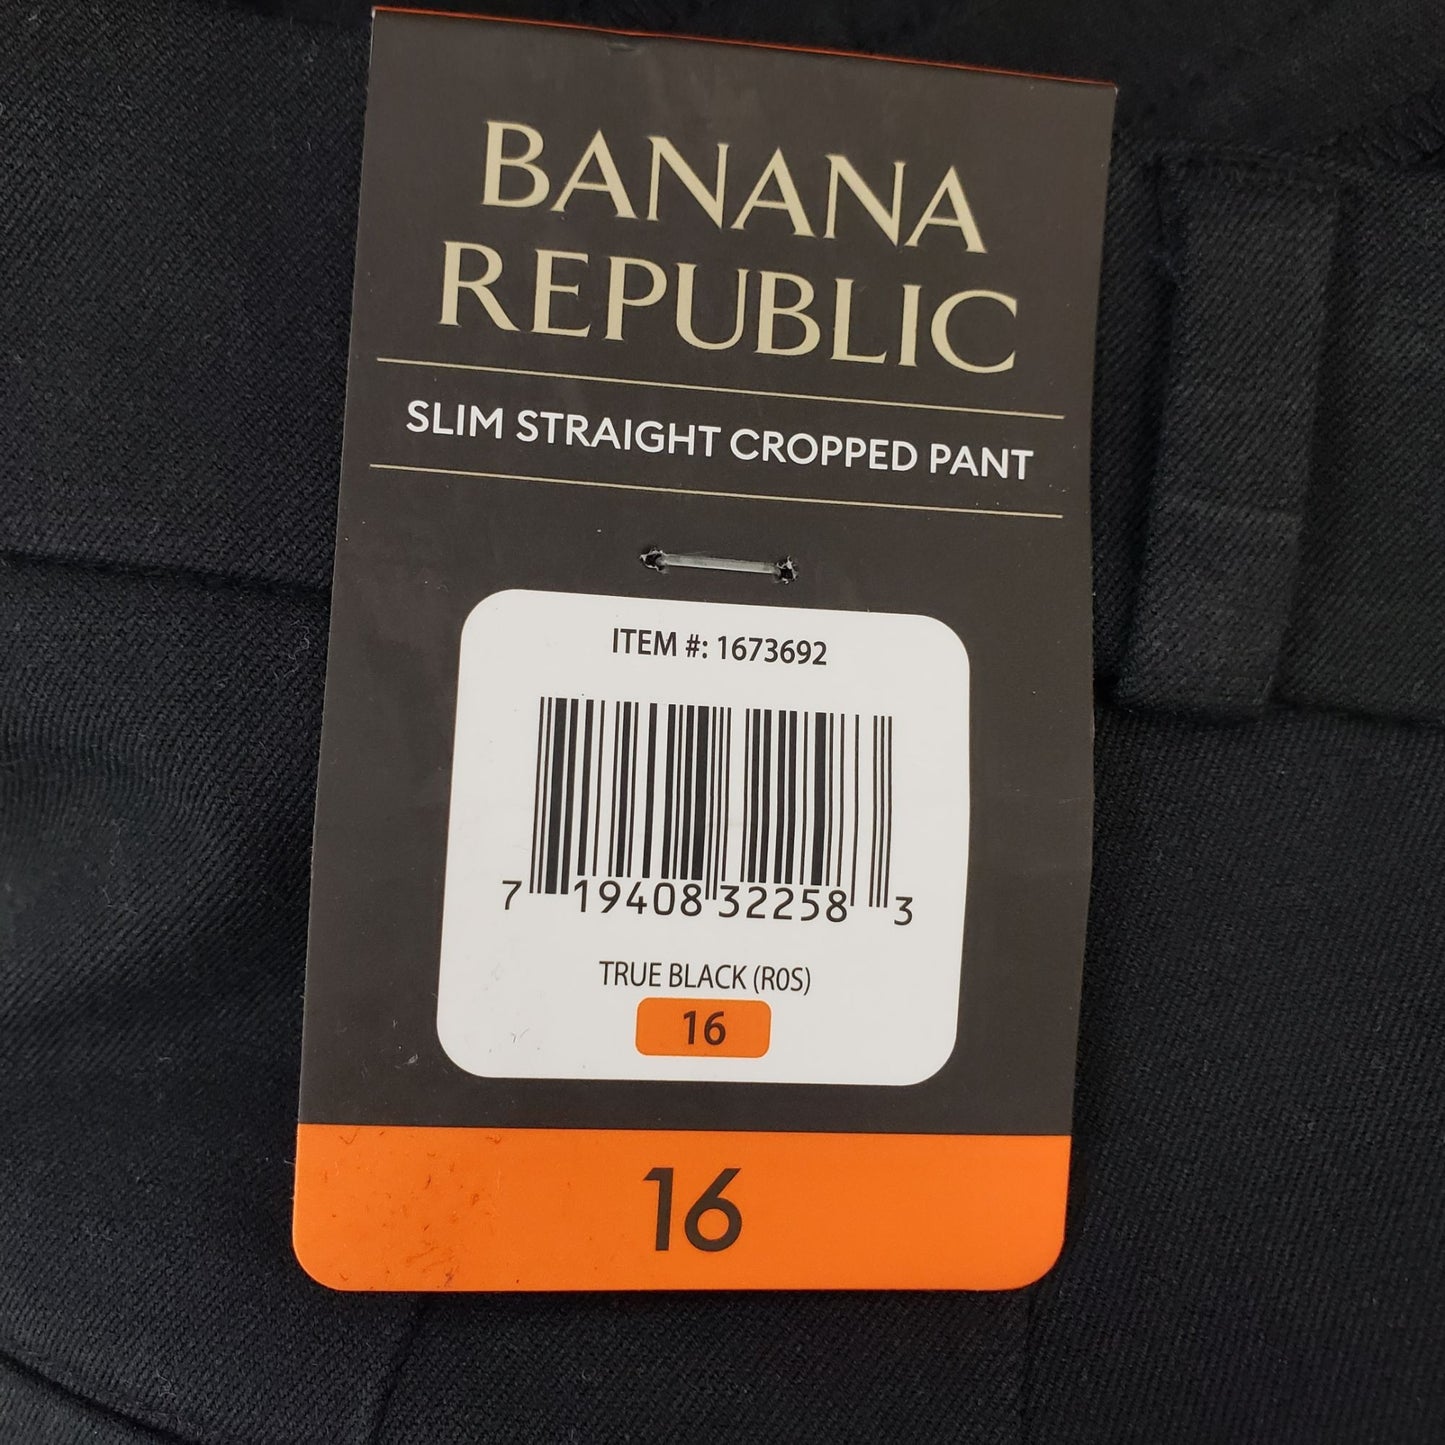 BANANA
REPUBLIC
SLIM STRAIGHT CROPPED PANT
ITEM #: 1673692
7 19408 32258 3
TRUE BLACK (R0S)
16
16